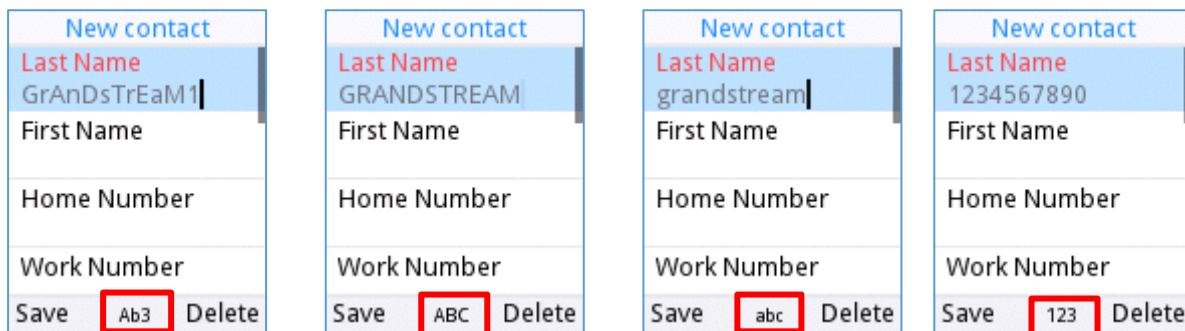 New contact
Last Name
GrAnDsTrEaM1
First Name
Home Number
Work Number
Save Ab3 Delete
New contact
Last Name
GRANDSTREAM
First Name
Home Number
Work Number
Save ABC Delete
New contact
Last Name
grandstream
First Name
Home Number
Work Number
Save abc Delete
New contact
Last Name
1234567890
First Name
Home Number
Work Number
Save 123 Delete